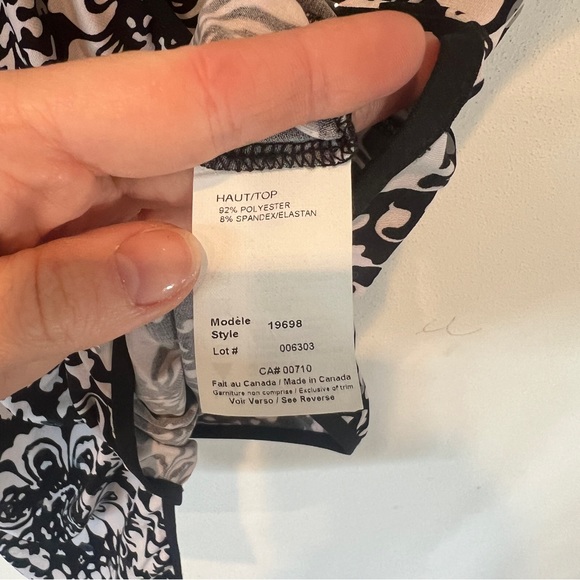 HAUT/TOP
92% POLYESTER
8% SPANDEX/ELASTAN
Modèle
Style 19698
Lot # 006303
CA# 00710
Fait au Canada / Made in Canada
Garniture non comprise / Exclusive of trim
Voir Verso / See Reverse